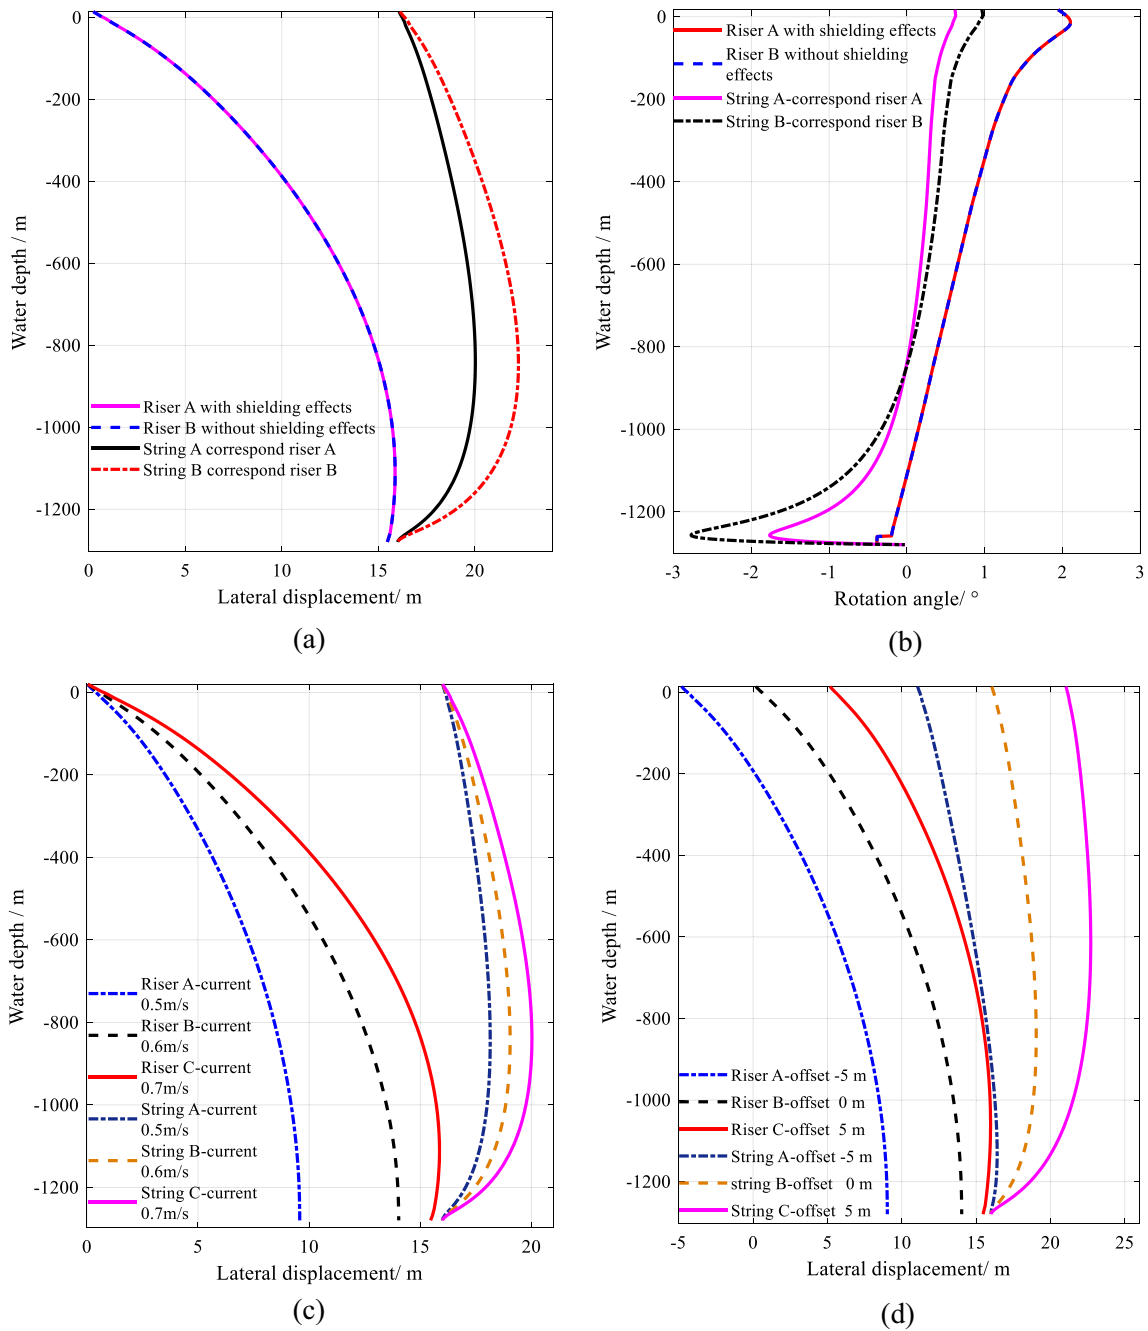 0
-200
-400
-600
-800
-1000
-1200
Water depth / m
Riser A with shielding effects
Riser B without shielding effects
String A correspond riser A
String B correspond riser B
0
5
10
15
20
Lateral displacement/ m
(a)
0
-200
-400
-600
-800
-1000
-1200
Water depth / m
Riser A with shielding effects
Riser B without shielding
effects
String A-correspond riser A
String B-correspond riser B
-3
-2
-1
0
1
2
3
Rotation angle/ °
(b)
0
-200
-400
-600
-800
-1000
-1200
Water depth / m
Riser A-current
0.5m/s
Riser B-current
0.6m/s
Riser C-current
0.7m/s
String A-current
0.5m/s
String B-current
0.6m/s
String C-current
0.7m/s
0
5
10
15
20
Lateral displacement/ m
(c)
0
-200
-400
-600
-800
-1000
-1200
Water depth / m
Riser A-offset -5 m
Riser B-offset 0 m
Riser C-offset 5 m
String A-offset -5 m
string B-offset 0 m
String C-offset 5 m
-5
0
5
10
15
20
25
Lateral displacement/ m
(d)